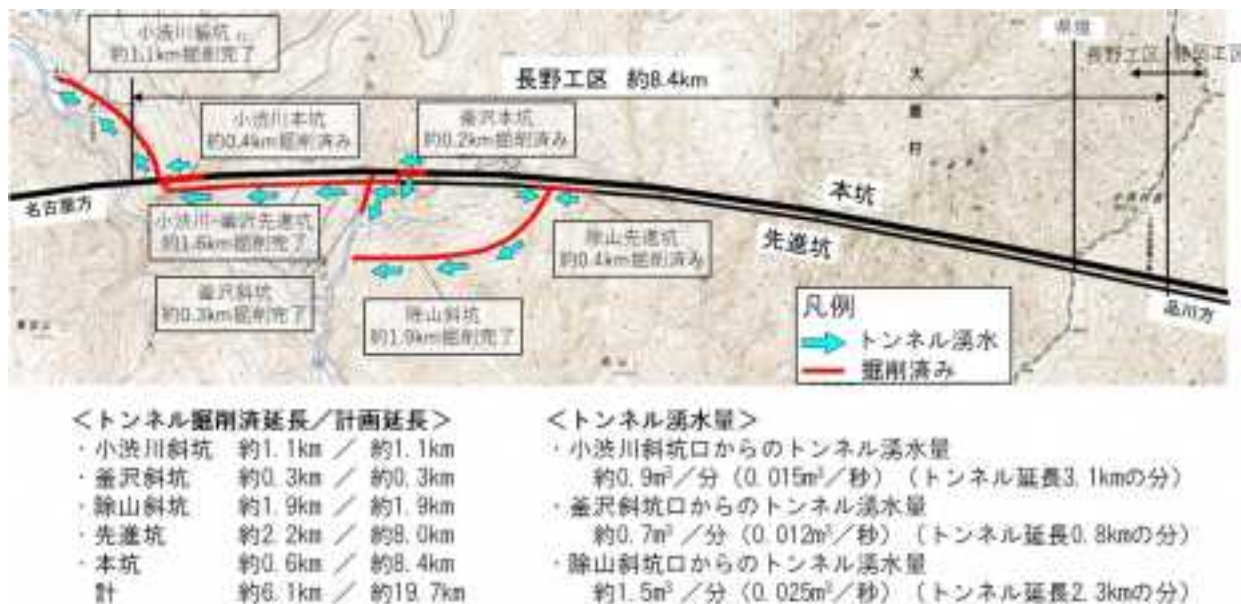 小渋川斜坑
約1.1km掘削完了
県境
長野工区 静岡工区
長野工区 約8.4km
大鹿村
小渋川本坑
約0.4km掘削済み
釜沢本坑
約0.2km掘削済み
本坑
先進坑
名古屋方
小渋川-釜沢先進坑
約1.6km掘削完了
除山先進坑
約0.4km掘削済み
釜沢斜坑
約0.3km掘削完了
除山斜坑
約1.9km掘削完了
品川方
凡例
トンネル湧水
掘削済み
<トンネル掘削済延長/計画延長>
・小渋川斜坑 約1.1km / 約1.1km
・釜沢斜坑 約0.3km / 約0.3km
・除山斜坑 約1.9km / 約1.9km
・先進坑 約2.2km / 約8.0km
・本坑 約0.6km / 約8.4km
計 約6.1km / 約19.7km
<トンネル湧水量>
・小渋川斜坑口からのトンネル湧水量
約0.9m³/分（0.015m³/秒）（トンネル延長3.1kmの分）
・釜沢斜坑口からのトンネル湧水量
約0.7m³/分（0.012m³/秒）（トンネル延長0.8kmの分）
・除山斜坑口からのトンネル湧水量
約1.5m³/分（0.025m³/秒）（トンネル延長2.3kmの分）